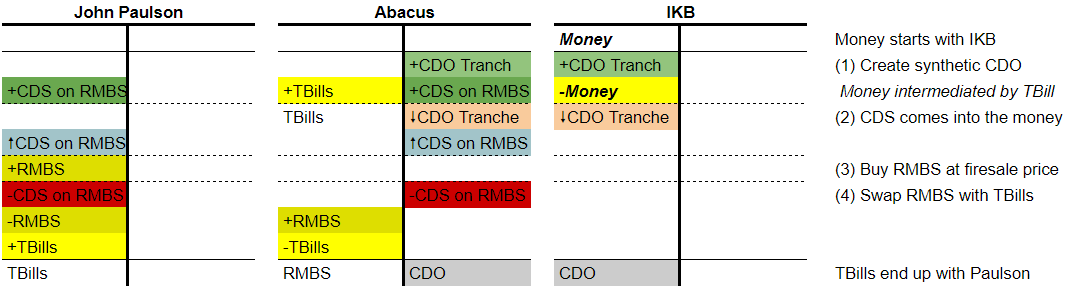 John Paulson Abacus IKB
Money Money starts with IKB
+CDO Tranch +CDO Tranch (1) Create synthetic CDO
+CDS on RMBS +TBills +CDS on RMBS -Money Money intermediated by TBill
TBills ↓CDO Tranche ↓CDO Tranche (2) CDS comes into the money
↑CDS on RMBS ↑CDS on RMBS
+RMBS (3) Buy RMBS at firesale price
-CDS on RMBS -CDS on RMBS (4) Swap RMBS with TBills
-RMBS +RMBS
+TBills -TBills
TBills RMBS CDO CDO TBills end up with Paulson